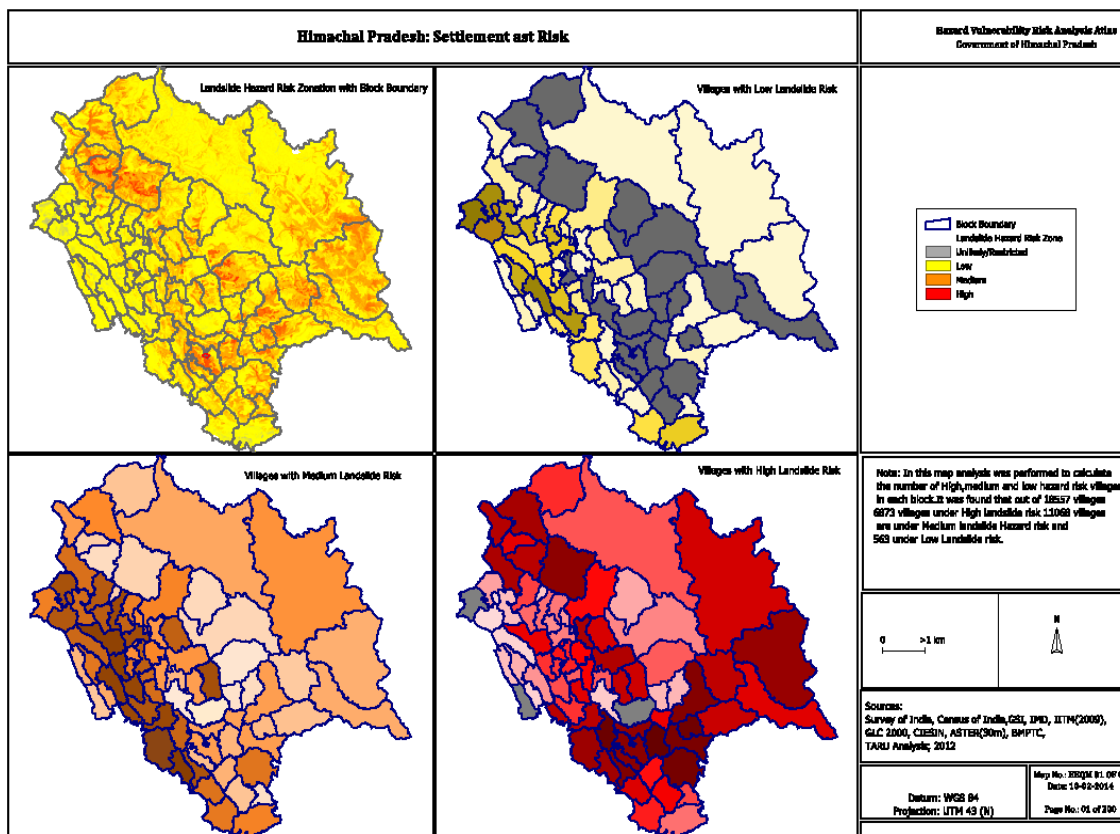 Himachal Pradesh: Settlement ast Risk
Hazard Vulnerability Risk Analysis Atlas
Government of Himachal Pradesh
Landslide Hazard Risk Zonation with Block Boundary
Villages with Low Landslide Risk
Block Boundary
Landslide Hazard Risk Zone
Unlikely/Restricted
Low
Medium
High
Villages with Medium Landslide Risk
Villages with High Landslide Risk
Note: In this map analysis was performed to calculate
the number of High,medium and low hazard risk villages
in each block.It was found that out of 18557 villages
6873 villages under High landslide risk 11068 villages
are under Medium landslide Hazard risk and
563 under Low Landslide risk.
N
0 >1 km
Sources:
Survey of India, Census of India,GSI, IMD, IITM(2009),
GLC 2000, CIESIN, ASTER(30m), BMPTC,
TARU Analysis; 2012
Datum: WGS 84
Projection: UTM 43 (N)
Map No.: 01 OF
Date: 10-02-2014
Page No.: 01 of 200